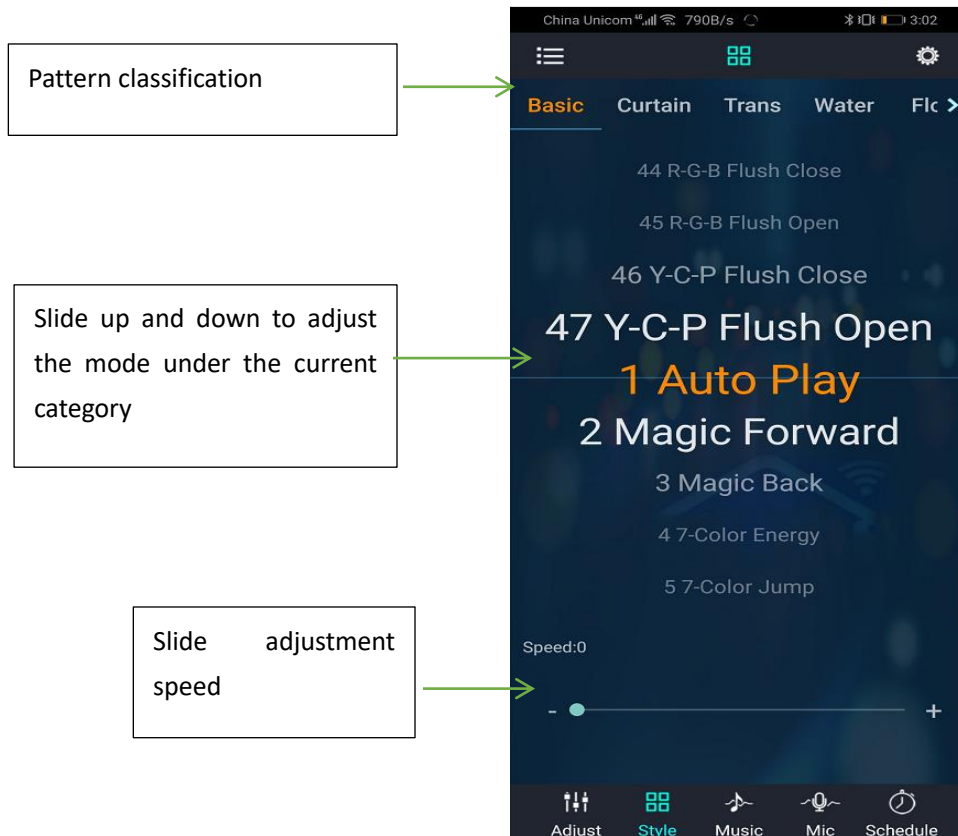 China Unicom 46 790B/s 3:02
Pattern classification
Basic Curtain Trans Water Flc
44 R-G-B Flush Close
45 R-G-B Flush Open
46 Y-C-P Flush Close
Slide up and down to adjust
the mode under the current
category
47 Y-C-P Flush Open
1 Auto Play
2 Magic Forward
3 Magic Back
4 7-Color Energy
5 7-Color Jump
Slide adjustment
speed
Speed:0
- +
Adjust Style Music Mic Schedule